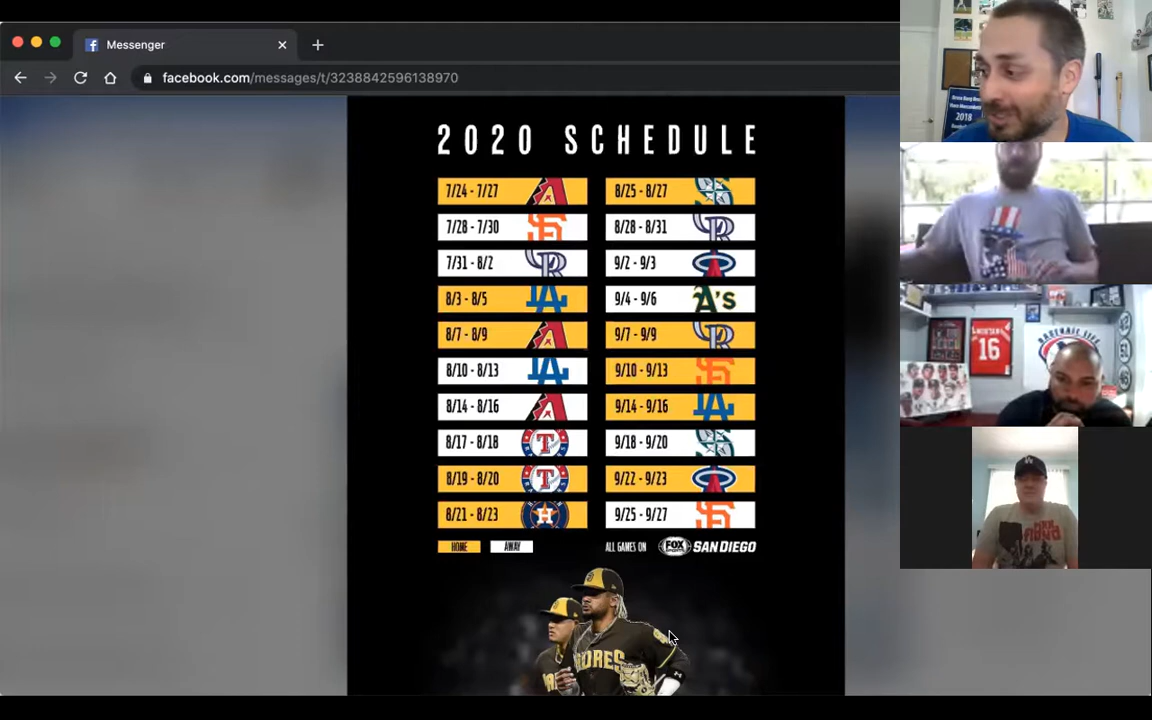 Messenger
facebook.com/messages/t/3238842596138970
2020 SCHEDULE
7/24 - 7/27
7/28 - 7/30
7/31 - 8/2
8/3 - 8/5
8/7 - 8/9
8/10 - 8/13
8/14 - 8/16
8/17 - 8/18
8/19 - 8/20
8/21 - 8/23
8/25 - 8/27
8/28 - 8/31
9/2 - 9/3
9/4 - 9/6
A's
9/7 - 9/9
9/10 - 9/13
9/14 - 9/16
9/18 - 9/20
9/22 - 9/23
9/25 - 9/27
HOME
AWAY
ALL GAMES ON FOX SPORTS SAN DIEGO
2018
16